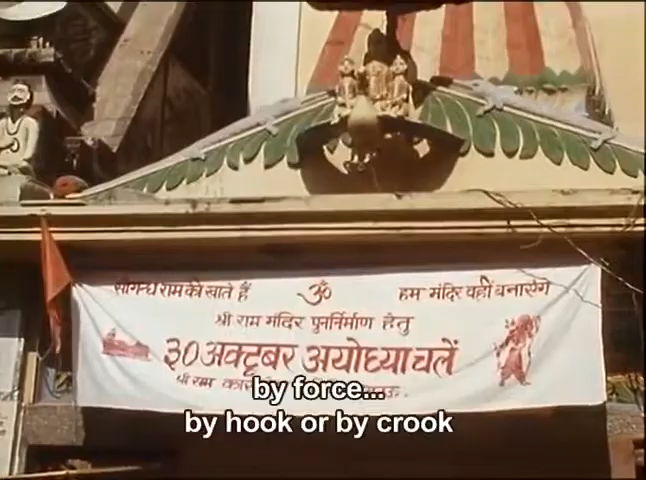 सौगन्ध राम की खाते हैं ॐ हम मंदिर वहीं बनाएंगे
श्री राम मंदिर पुनर्निर्माण हेतु
३० अक्टूबर अयोध्या चलें
श्री राम
by force...
by hook or by crook